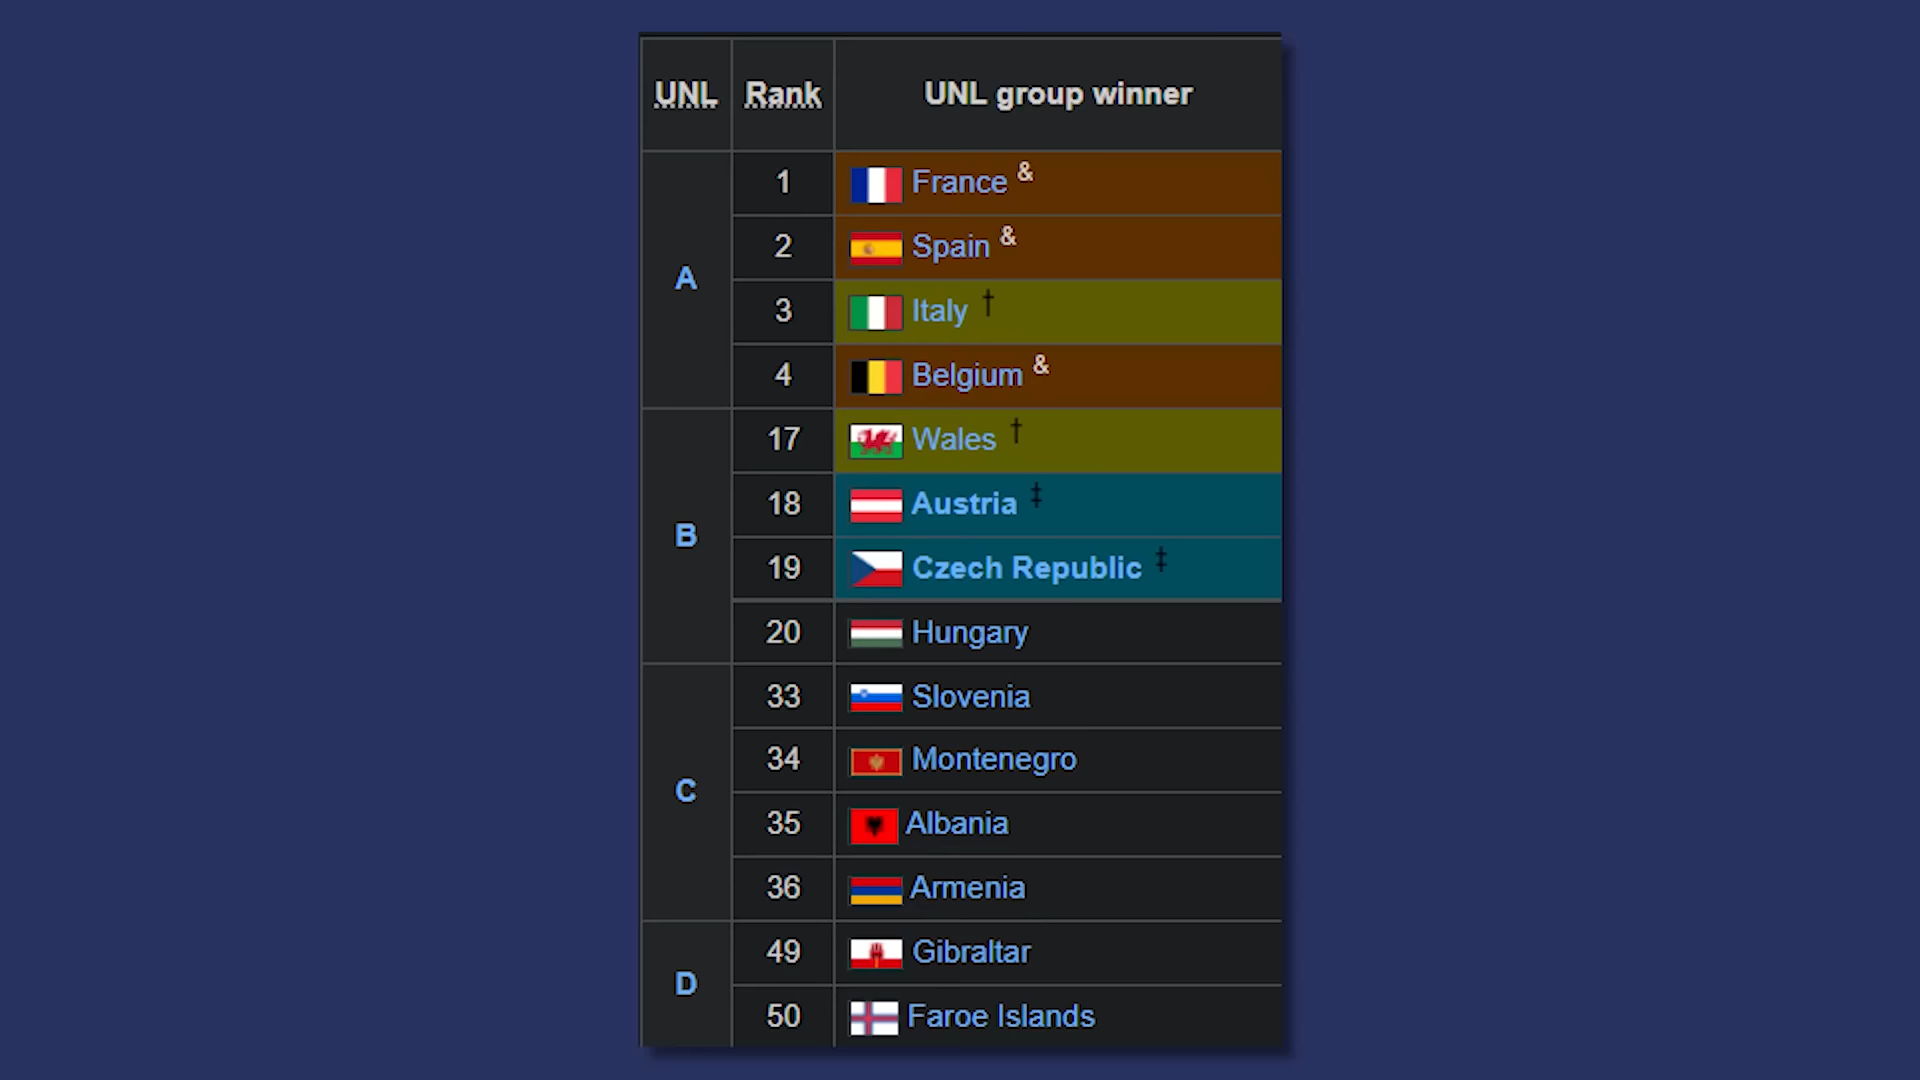 UNL Rank UNL group winner
A
1 France &
2 Spain &
3 Italy †
4 Belgium &
B
17 Wales †
18 Austria ‡
19 Czech Republic ‡
20 Hungary
C
33 Slovenia
34 Montenegro
35 Albania
36 Armenia
D
49 Gibraltar
50 Faroe Islands